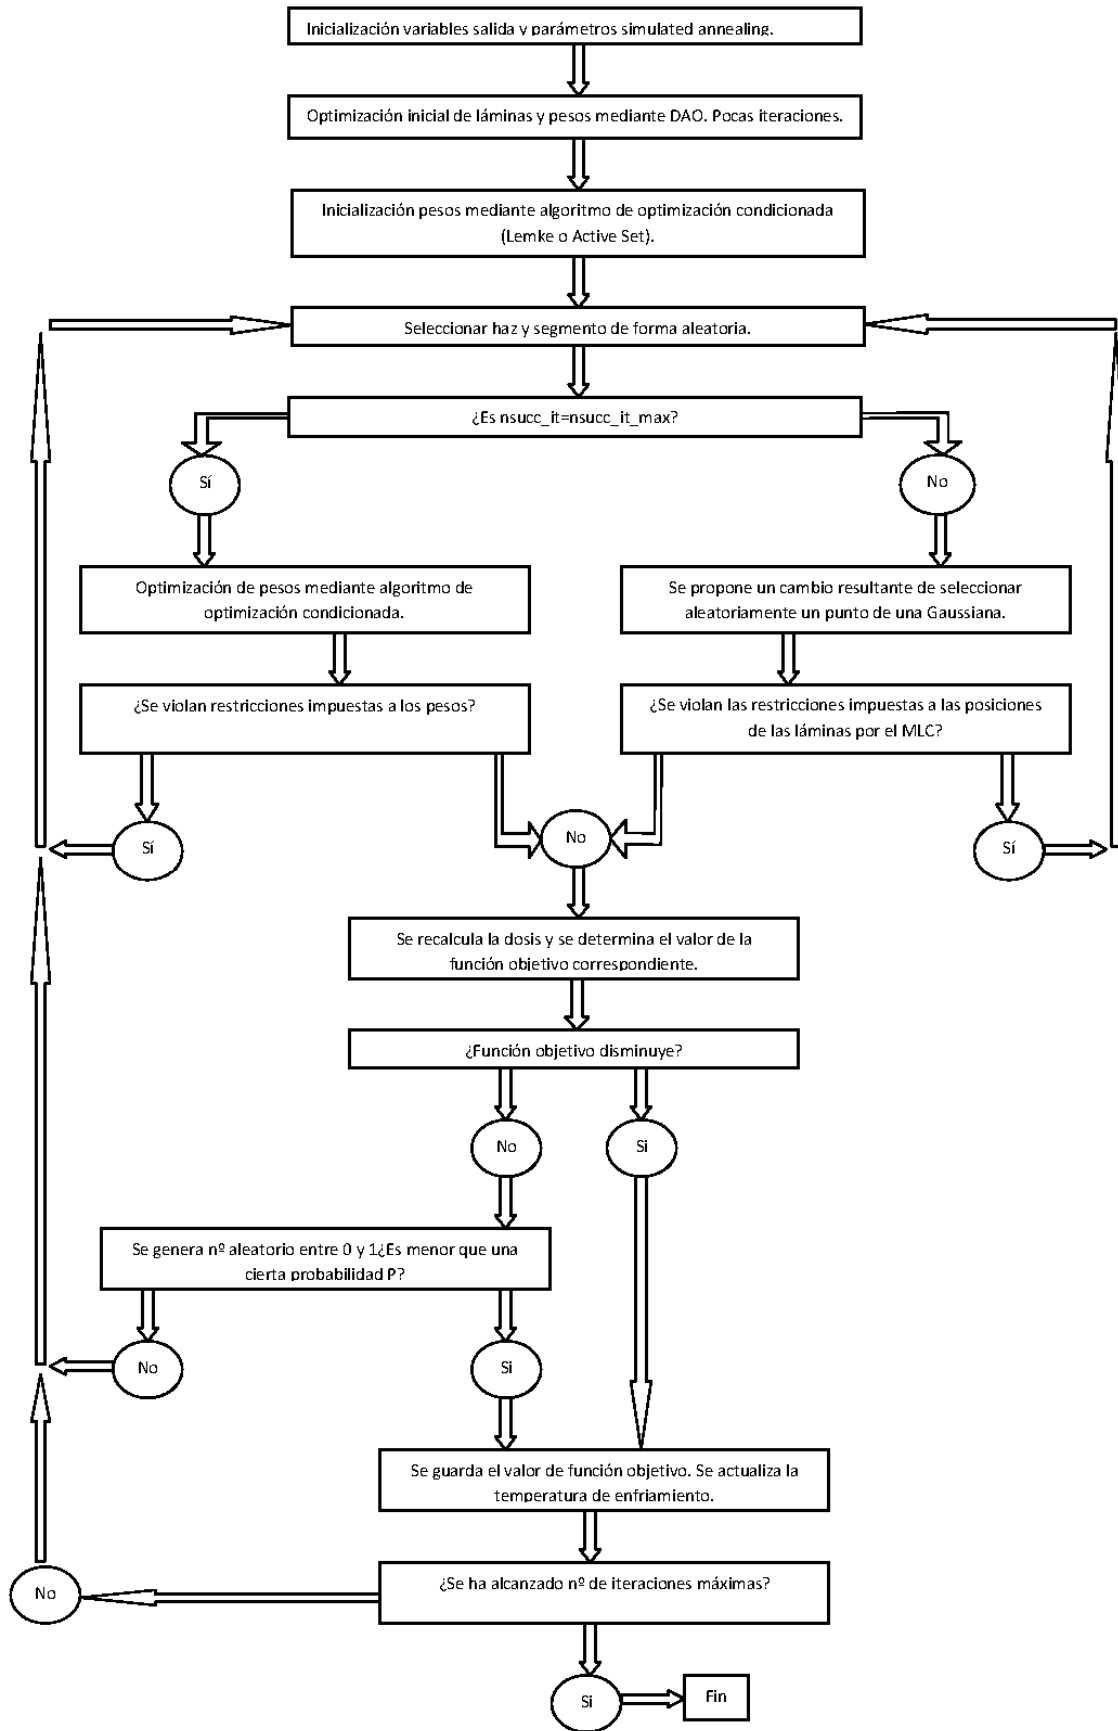 Inicialización variables salida y parámetros simulated annealing.
Optimización inicial de láminas y pesos mediante DAO. Pocas iteraciones.
Inicialización pesos mediante algoritmo de optimización condicionada
(Lemke o Active Set).
Seleccionar haz y segmento de forma aleatoria.
¿Es nsucc_it=nsucc_it_max?
Sí
No
Optimización de pesos mediante algoritmo de
optimización condicionada.
Se propone un cambio resultante de seleccionar
aleatoriamente un punto de una Gaussiana.
¿Se violan restricciones impuestas a los pesos?
¿Se violan las restricciones impuestas a las posiciones
de las láminas por el MLC?
Sí
No
Sí
Se recalcula la dosis y se determina el valor de la
función objetivo correspondiente.
¿Función objetivo disminuye?
No
Si
Se genera nº aleatorio entre 0 y 1¿Es menor que una
cierta probabilidad P?
No
Si
Se guarda el valor de función objetivo. Se actualiza la
temperatura de enfriamiento.
¿Se ha alcanzado nº de iteraciones máximas?
No
Si
Fin